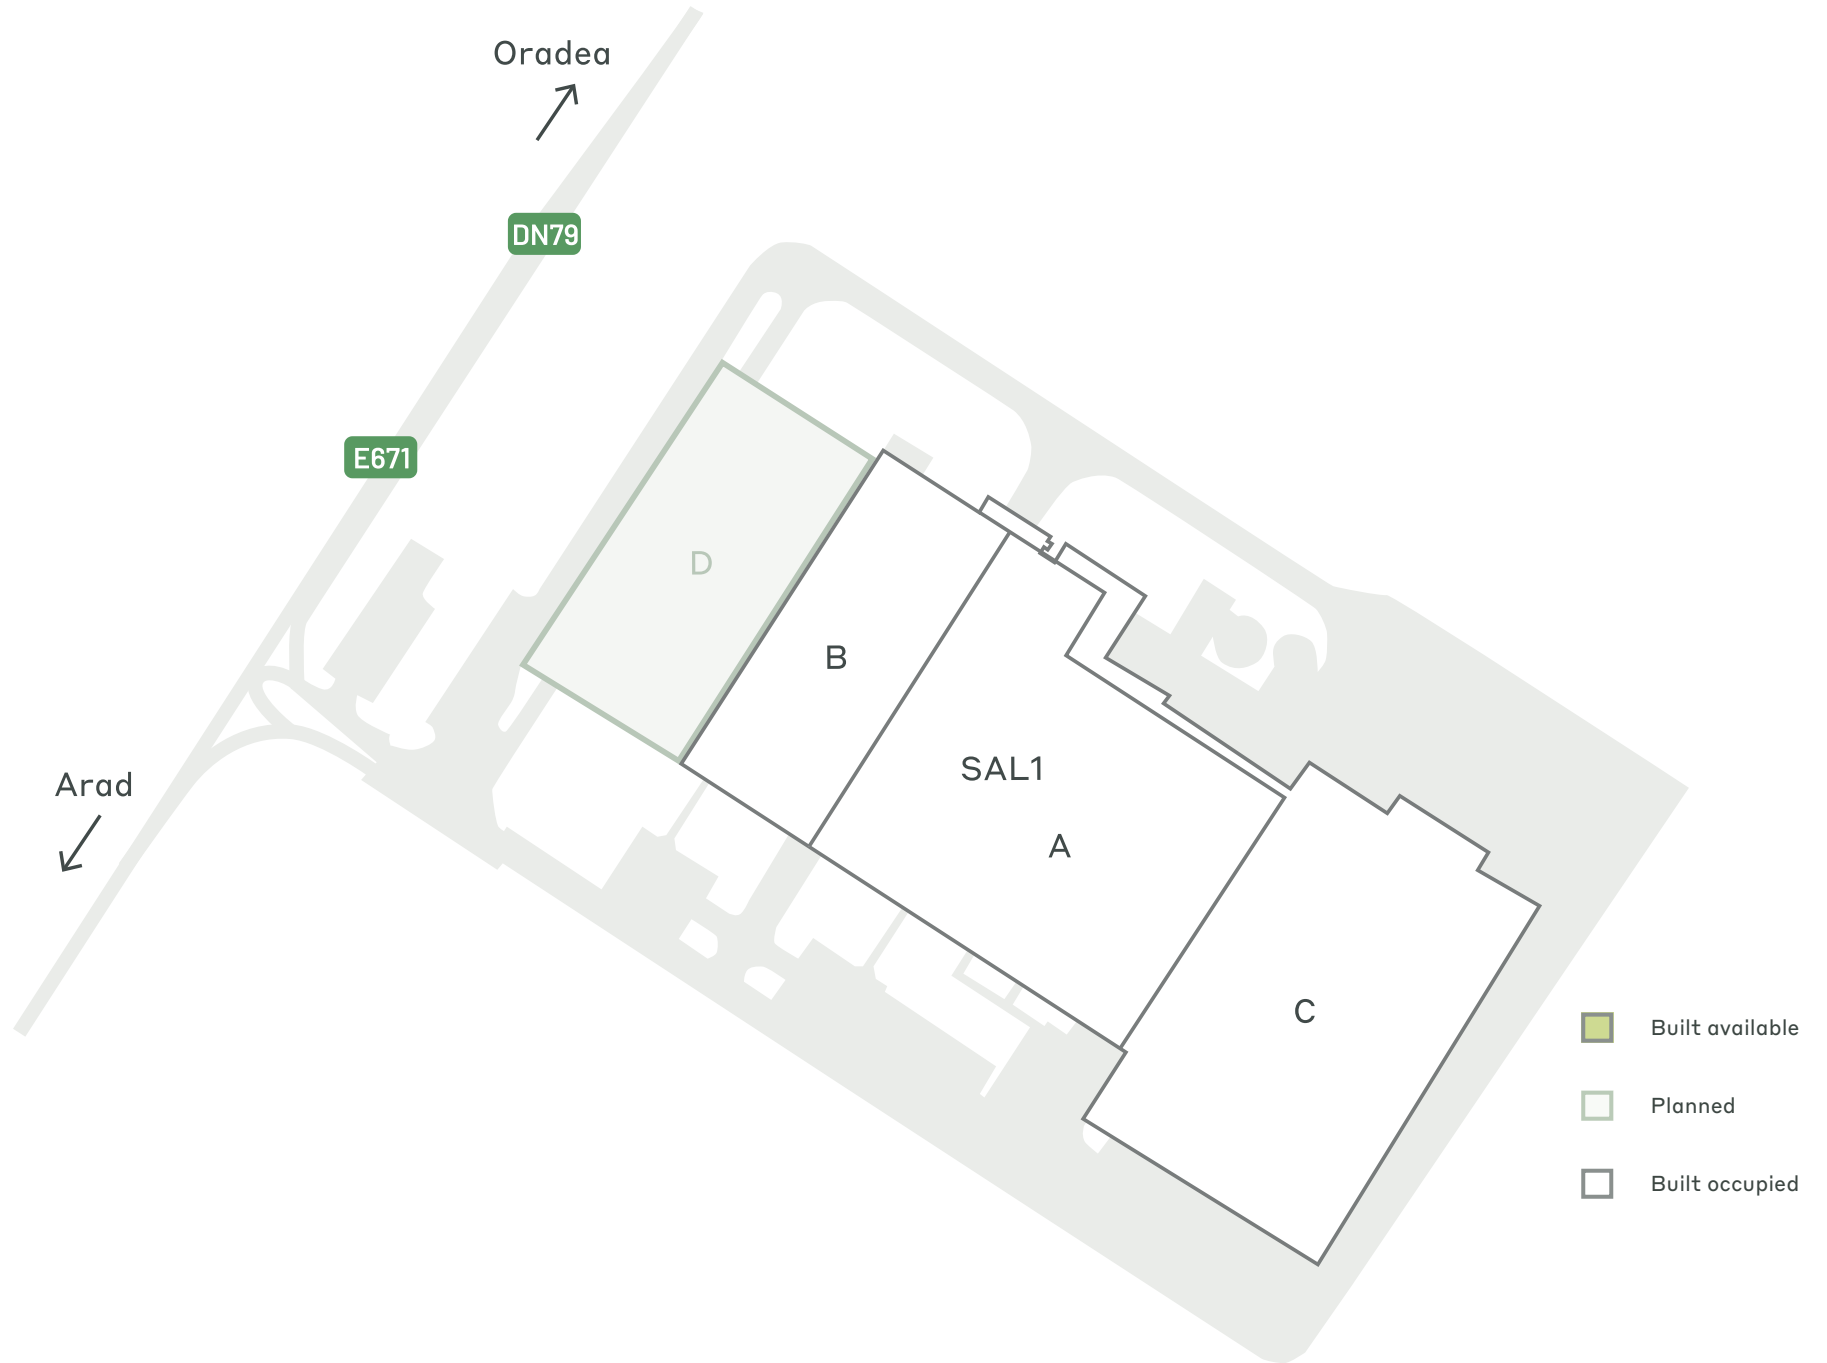 Oradea
DN79
E671
D
B
SAL1
Arad
A
C
Built available
Planned
Built occupied